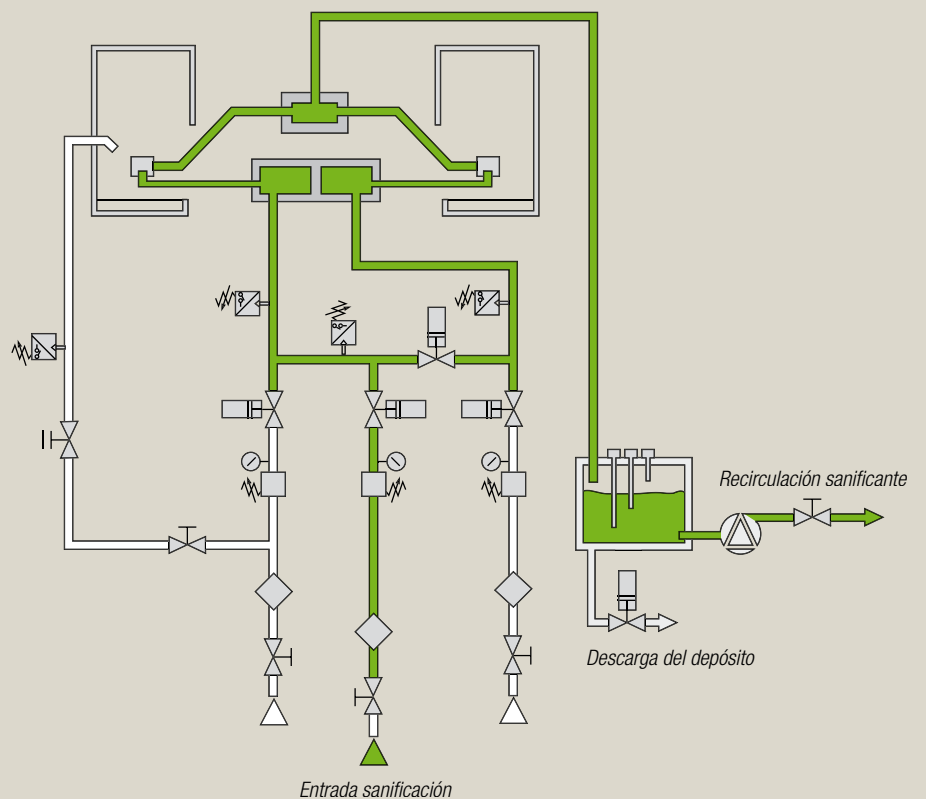 Recirculación sanificante
Descarga del depósito
Entrada sanificación